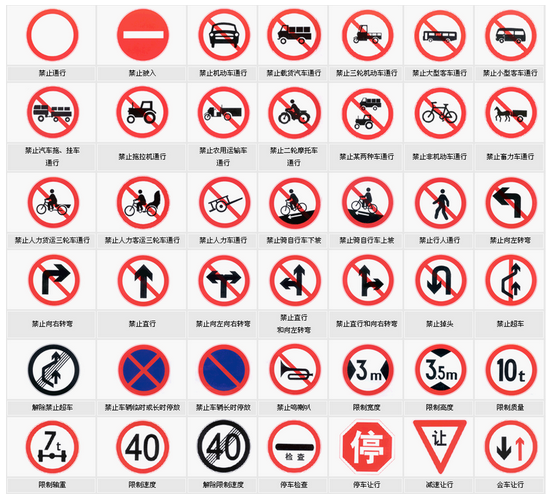 禁止通行
禁止驶入
禁止机动车通行
禁止载货汽车通行
禁止三轮机动车通行
禁止大型客车通行
禁止小型客车通行
禁止汽车拖、挂车
通行
禁止拖拉机通行
禁止农用运输车
通行
禁止二轮摩托车
通行
禁止某两种车通行
禁止非机动车通行
禁止畜力车通行
禁止人力货运三轮车通行
禁止人力客运三轮车通行
禁止人力车通行
禁止骑自行车下坡
禁止骑自行车上坡
禁止行人通行
禁止向左转弯
禁止向右转弯
禁止直行
禁止向左向右转弯
禁止直行
和向左转弯
禁止直行和向右转弯
禁止掉头
禁止超车
3m
3.5m
10t
解除禁止超车
禁止车辆临时或长时停放
禁止车辆长时停放
禁止鸣喇叭
限制宽度
限制高度
限制质量
7t
40
40
检查
停
让
限制轴重
限制速度
解除限制速度
停车检查
停车让行
减速让行
会车让行